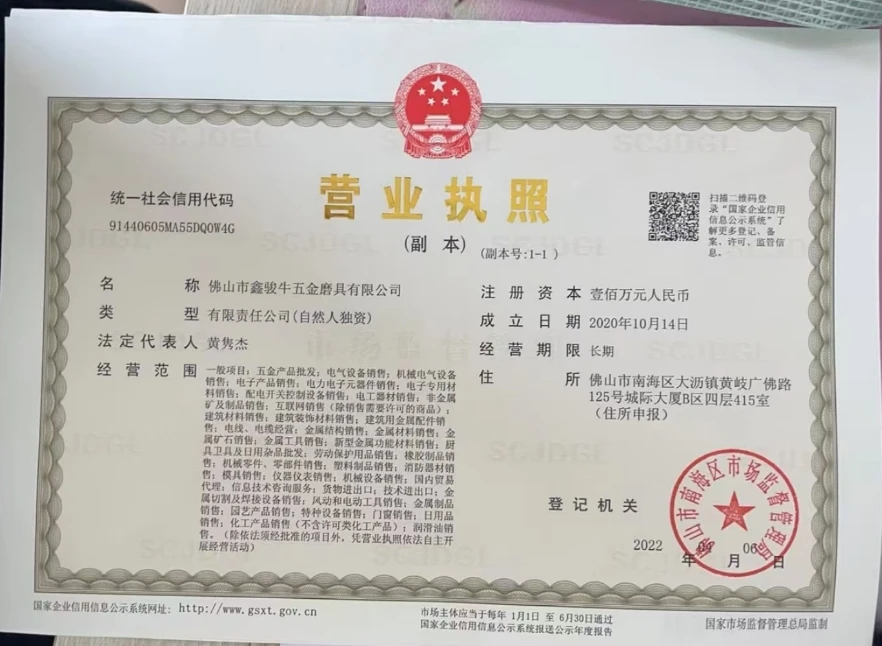 统一社会信用代码
91440605MA55DQ0W4G
营业执照
(副 本)
(副本号:1-1 )
扫描二维码登
录“国家企业信用
信息公示系统”了
解更多登记、备
案、许可、监管信
息。
名 称 佛山市鑫骏牛五金磨具有限公司
类 型 有限责任公司(自然人独资)
法定代表人 黄隽杰
经营范围 一般项目：五金产品批发；电气设备销售；机械电气设备
销售；电子产品销售；电力电子元器件销售；电子专用材
料销售；配电开关控制设备销售；电工器材销售；非金属
矿及制品销售；互联网销售（除销售需要许可的商品）；
建筑材料销售；建筑装饰材料销售；建筑用金属配件销
售；电线、电缆经营；金属结构销售；金属材料销售；金
属矿石销售；金属工具销售；新型金属功能材料销售；厨
具卫具及日用杂品批发；劳动保护用品销售；橡胶制品销
售；机械零件、零部件销售；塑料制品销售；消防器材销
售；模具销售；仪器仪表销售；机械设备销售；国内贸易
代理；信息技术咨询服务；货物进出口；技术进出口；金
属切割及焊接设备销售；风动和电动工具销售；金属制品
销售；园艺产品销售；特种设备销售；门窗销售；日用品
销售；化工产品销售（不含许可类化工产品）；润滑油销
售。（除依法须经批准的项目外，凭营业执照依法自主开
展经营活动）
注册资本 壹佰万元人民币
成立日期 2020年10月14日
经营期限 长期
住 所 佛山市南海区大沥镇黄岐广佛路
125号城际大厦B区四层415室
（住所申报）
登记机关
佛山市南海区市场监督管理局
2022 年 月 06 日
国家企业信用信息公示系统网址: http://www.gsxt.gov.cn
市场主体应当于每年 1月1日 至 6月30日通过
国家企业信用信息公示系统报送公示年度报告
国家市场监督管理总局监制
SCJDGL
市场监督